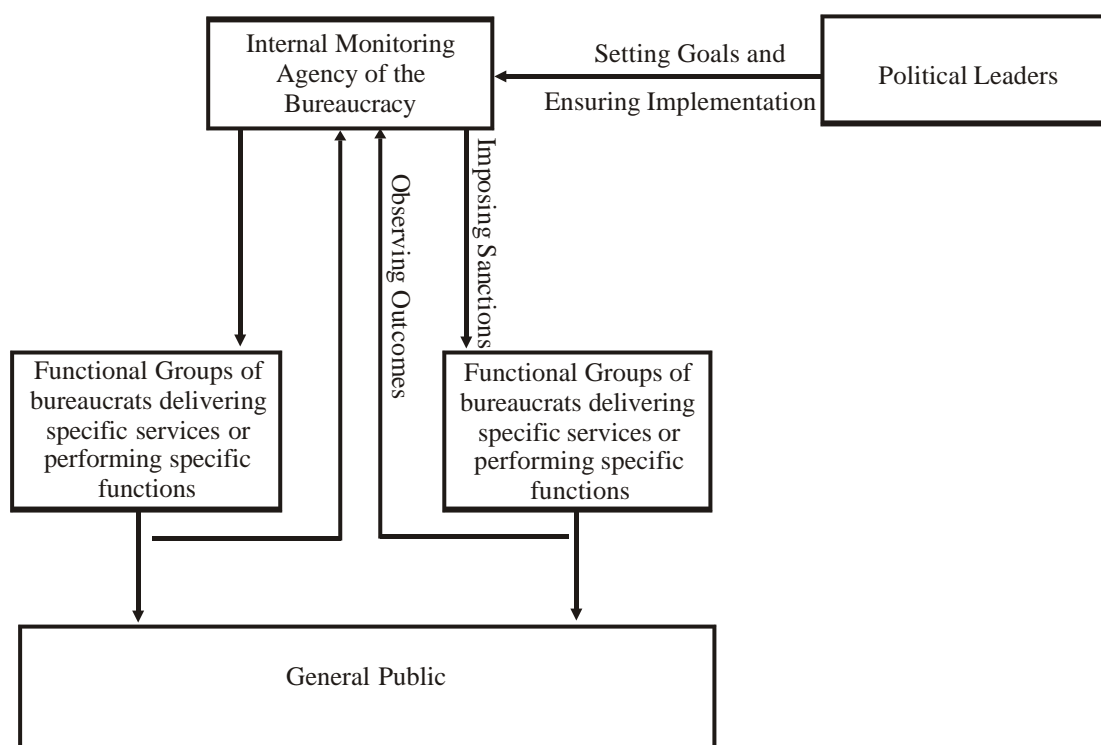 Internal Monitoring
Agency of the
Bureaucracy
Setting Goals and
Ensuring Implementation
Political Leaders
Observing Outcomes
Imposing Sanctions
Functional Groups of
bureaucrats delivering
specific services or
performing specific
functions
Functional Groups of
bureaucrats delivering
specific services or
performing specific
functions
General Public